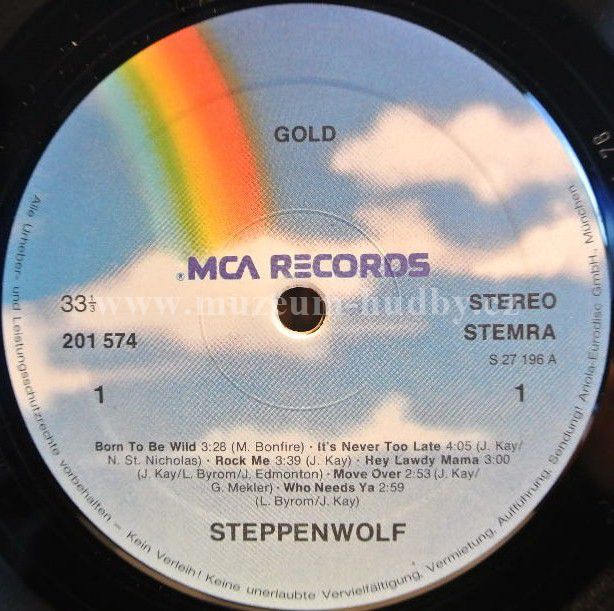 GOLD
®MCA RECORDS
www.muzeum-hudby.cz
33⅓
STEREO
201 574
STEMRA
S 27 196 A
1
1
Born To Be Wild 3:28 (M. Bonfire) · It's Never Too Late 4:05 (J. Kay/
N. St. Nicholas) · Rock Me 3:39 (J. Kay) · Hey Lawdy Mama 3:00
(J. Kay/L. Byrom/J. Edmonton) · Move Over 2:53 (J. Kay/
G. Mekler) · Who Needs Ya 2:59
(L. Byrom/J. Kay)
STEPPENWOLF
Alle Urheber- und Leistungsschutzrechte vorbehalten – Kein Verleih! Keine unerlaubte Vervielfältigung, Vermietung, Aufführung, Sendung! Ariola-Eurodisc GmbH., München